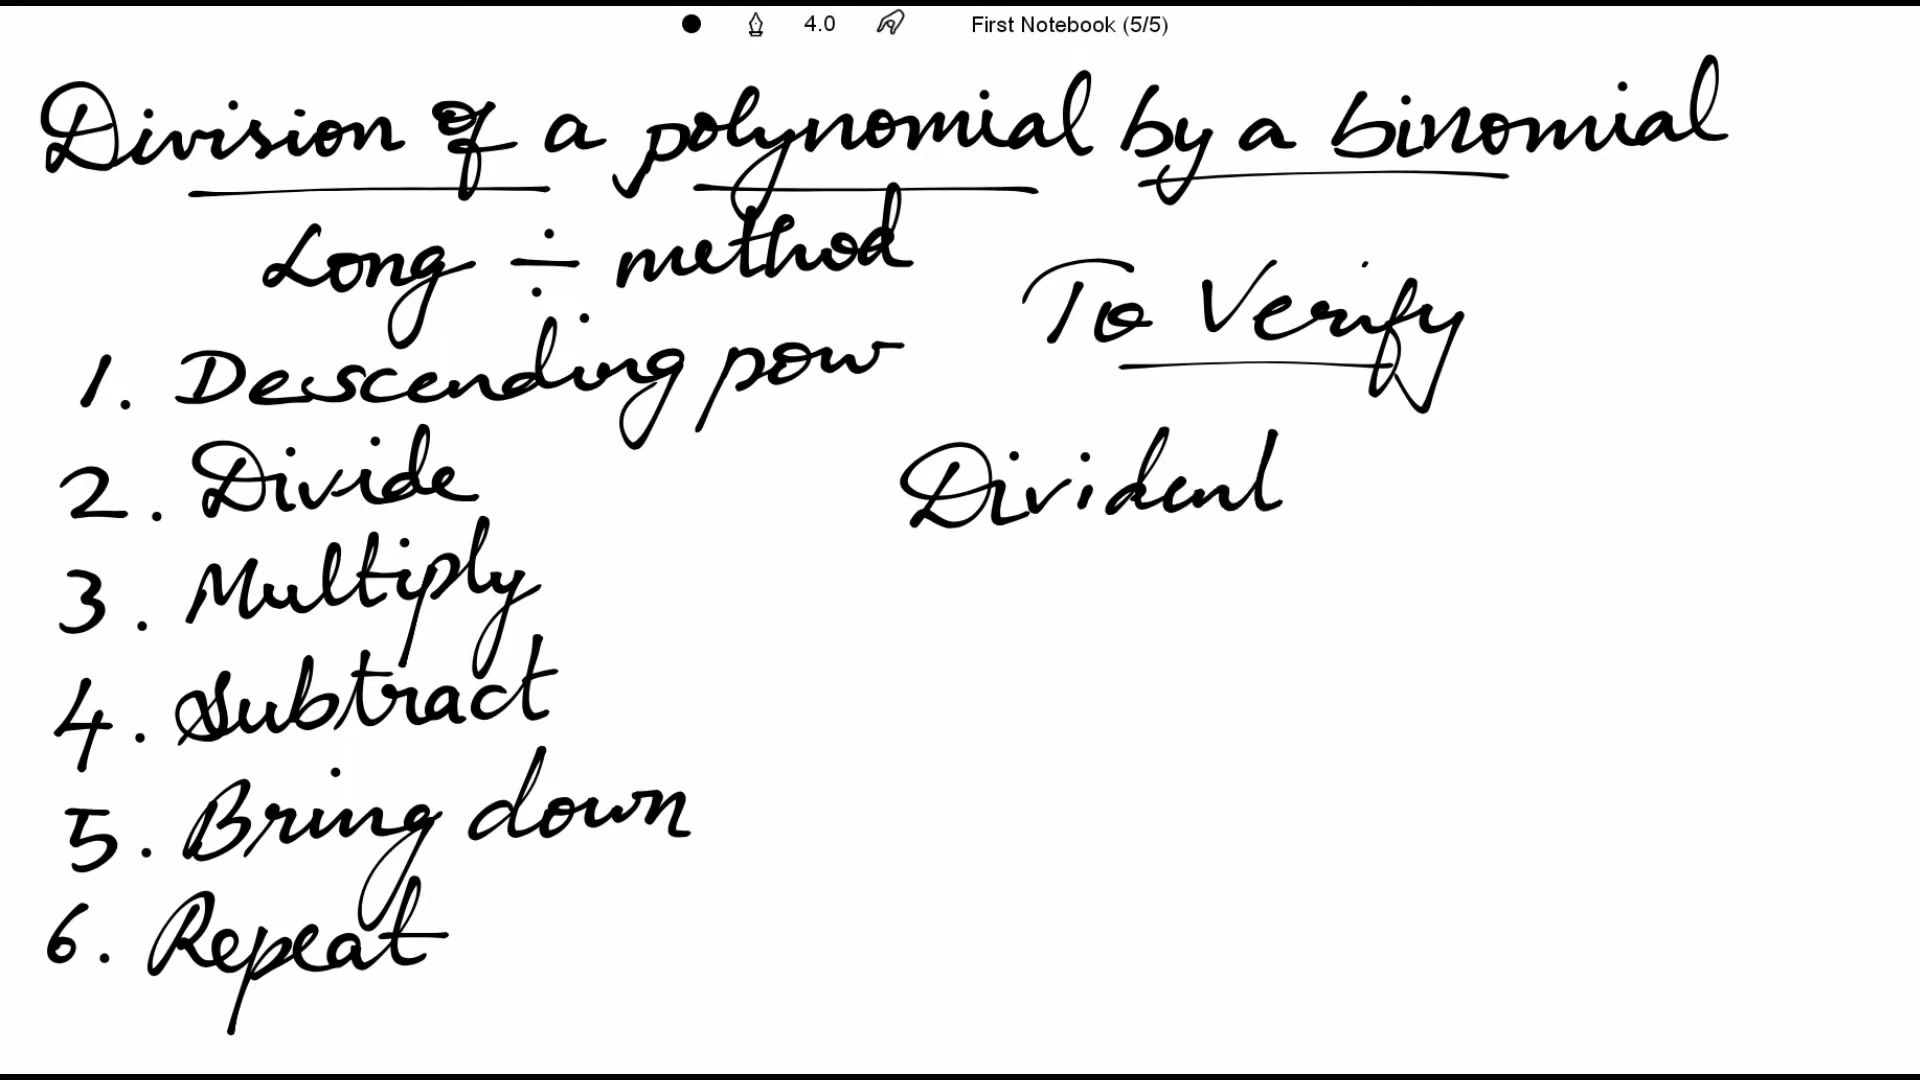 4.0 First Notebook (5/5)
Division of a polynomial by a binomial
Long ÷ method
1. Descending pow
2. Divide
3. Multiply
4. Subtract
5. Bring down
6. Repeat
To Verify
Divident